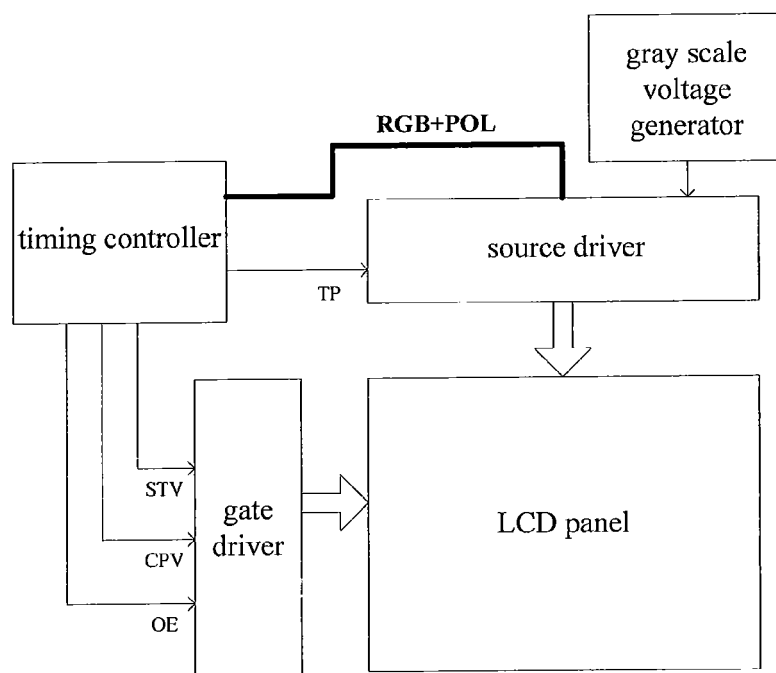 gray scale
voltage
generator
RGB+POL
timing controller
source driver
TP
STV
gate
driver
LCD panel
CPV
OE